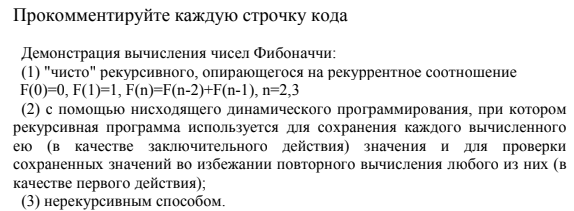 Прокомментируйте каждую строчку кода
Демонстрация вычисления чисел Фибоначчи:
(1) "чисто" рекурсивного, опирающегося на рекуррентное соотношение
F(0)=0, F(1)=1, F(n)=F(n-2)+F(n-1), n=2,3
(2) с помощью нисходящего динамического программирования, при котором
рекурсивная программа используется для сохранения каждого вычисленного
ею (в качестве заключительного действия) значения и для проверки
сохраненных значений во избежании повторного вычисления любого из них (в
качестве первого действия);
(3) нерекурсивным способом.